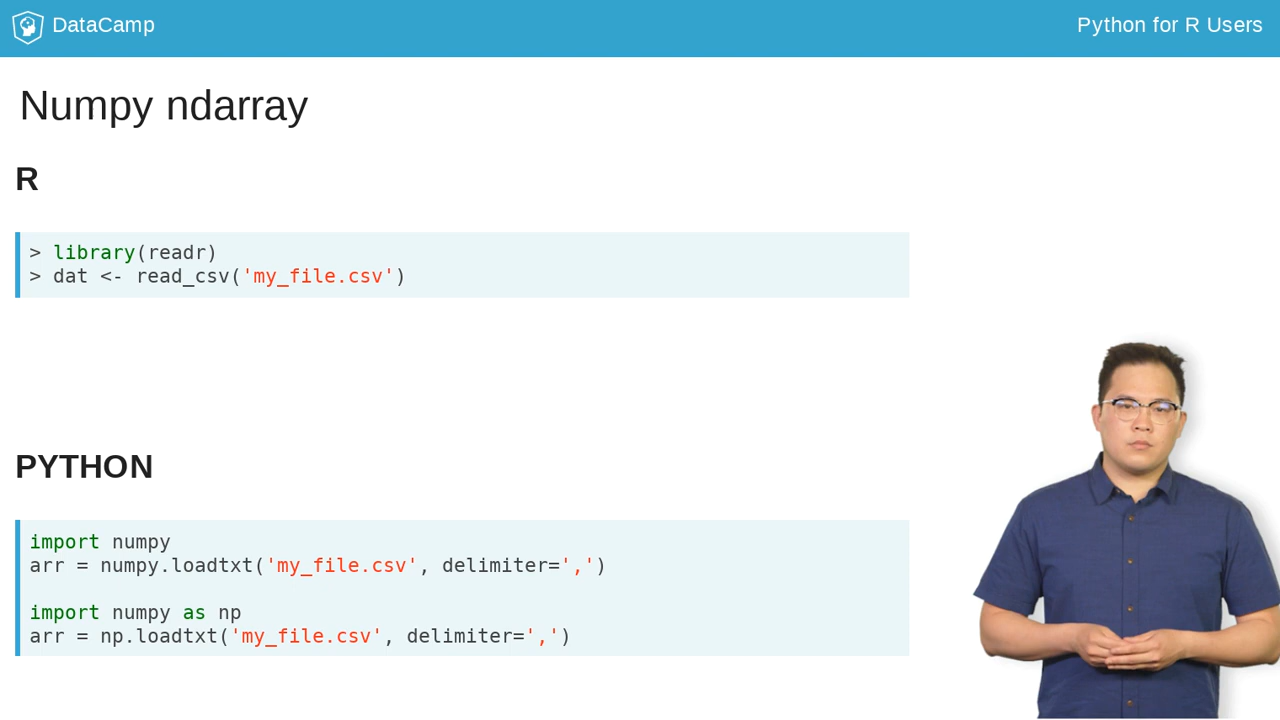 DataCamp
Python for R Users
Numpy ndarray
R
> library(readr)
> dat <- read_csv('my_file.csv')
PYTHON
import numpy
arr = numpy.loadtxt('my_file.csv', delimiter=',')
import numpy as np
arr = np.loadtxt('my_file.csv', delimiter=',')